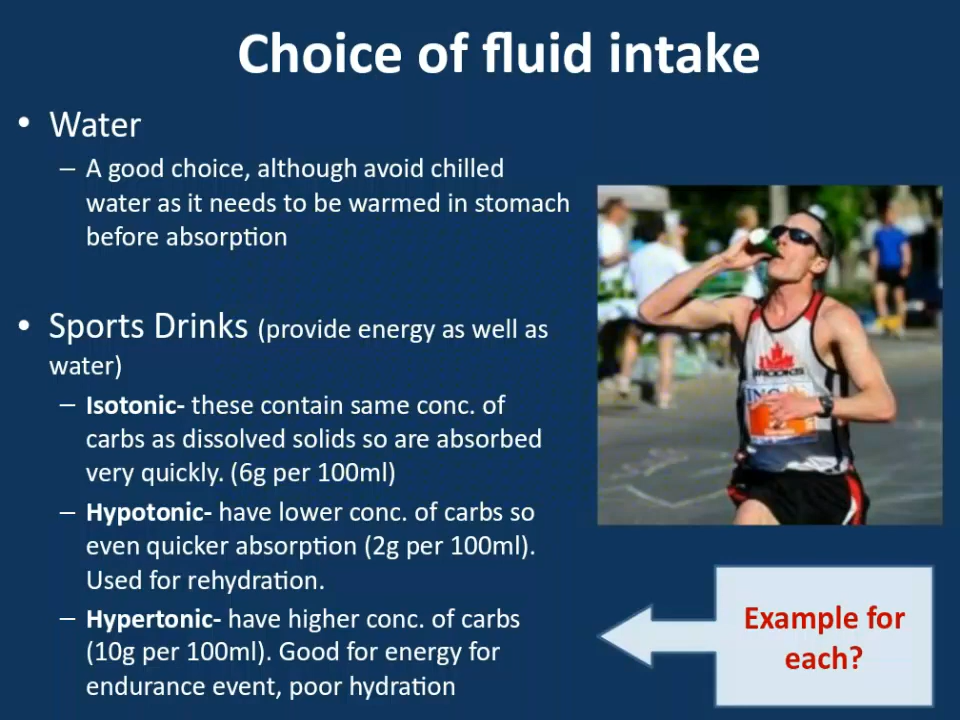 Choice of fluid intake
• Water
– A good choice, although avoid chilled
water as it needs to be warmed in stomach
before absorption
• Sports Drinks (provide energy as well as
water)
– Isotonic- these contain same conc. of
carbs as dissolved solids so are absorbed
very quickly. (6g per 100ml)
– Hypotonic- have lower conc. of carbs so
even quicker absorption (2g per 100ml).
Used for rehydration.
– Hypertonic- have higher conc. of carbs
(10g per 100ml). Good for energy for
endurance event, poor hydration
BROOKS
ING
Example for
each?